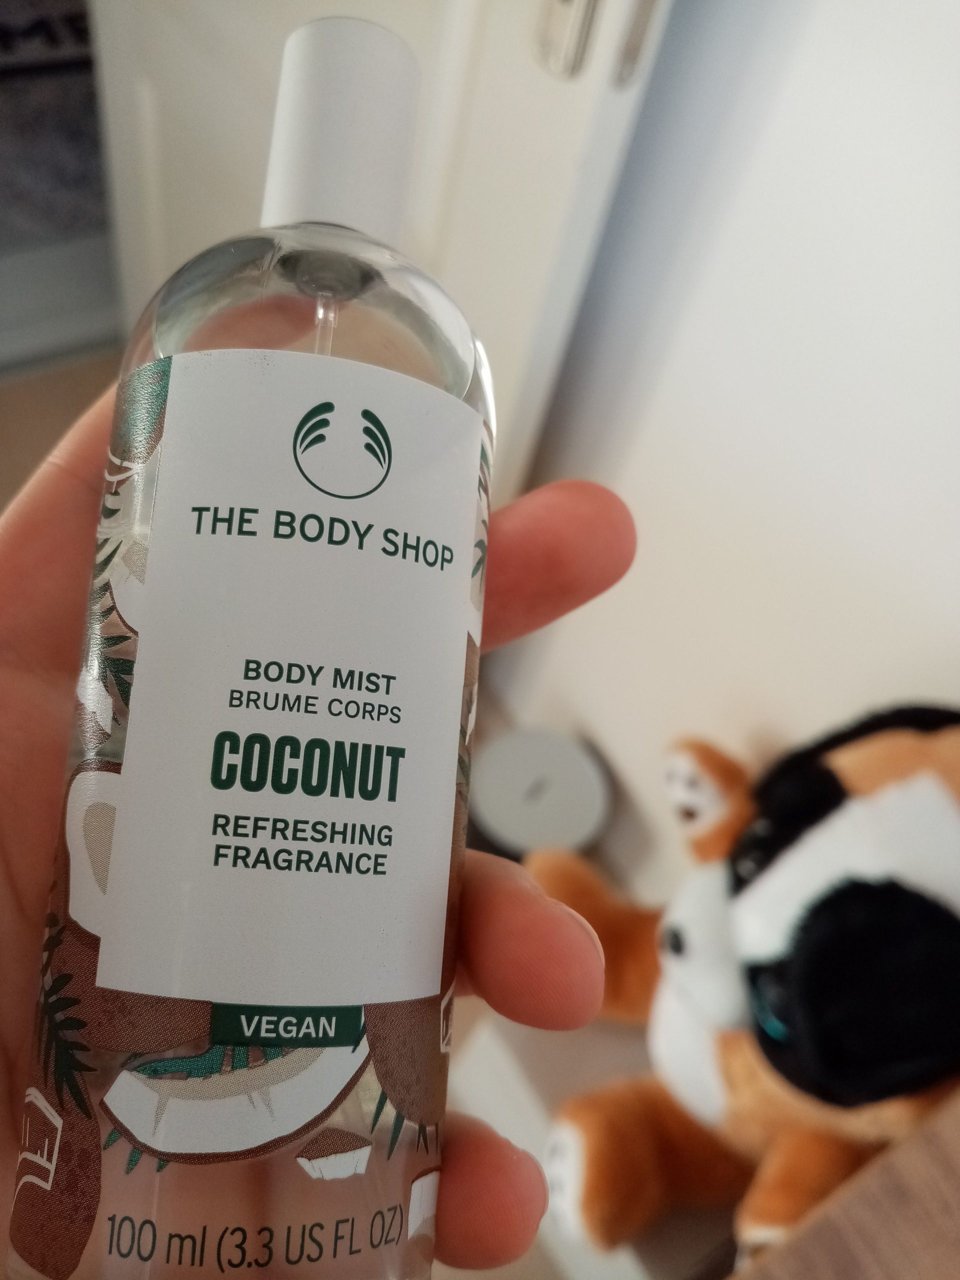 THE BODY SHOP
BODY MIST
BRUME CORPS
COCONUT
REFRESHING
FRAGRANCE
VEGAN
100 ml (3.3 US FL OZ)